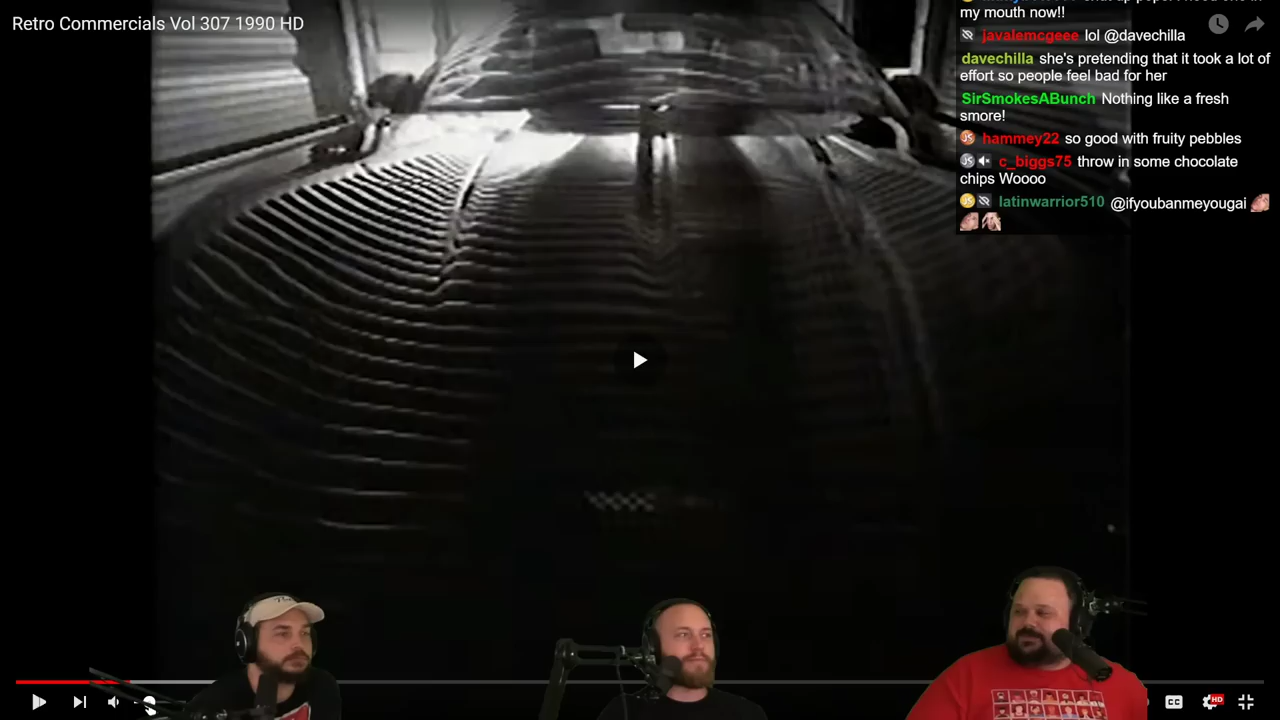 Retro Commercials Vol 307 1990 HD
my mouth now!!
javalemcgeee lol @davechilla
davechilla she's pretending that it took a lot of
effort so people feel bad for her
SirSmokesABunch Nothing like a fresh
smore!
hammey22 so good with fruity pebbles
c_biggs75 throw in some chocolate
chips Woooo
latinwarrior510 @ifyoubanmeyougai
CC
HD